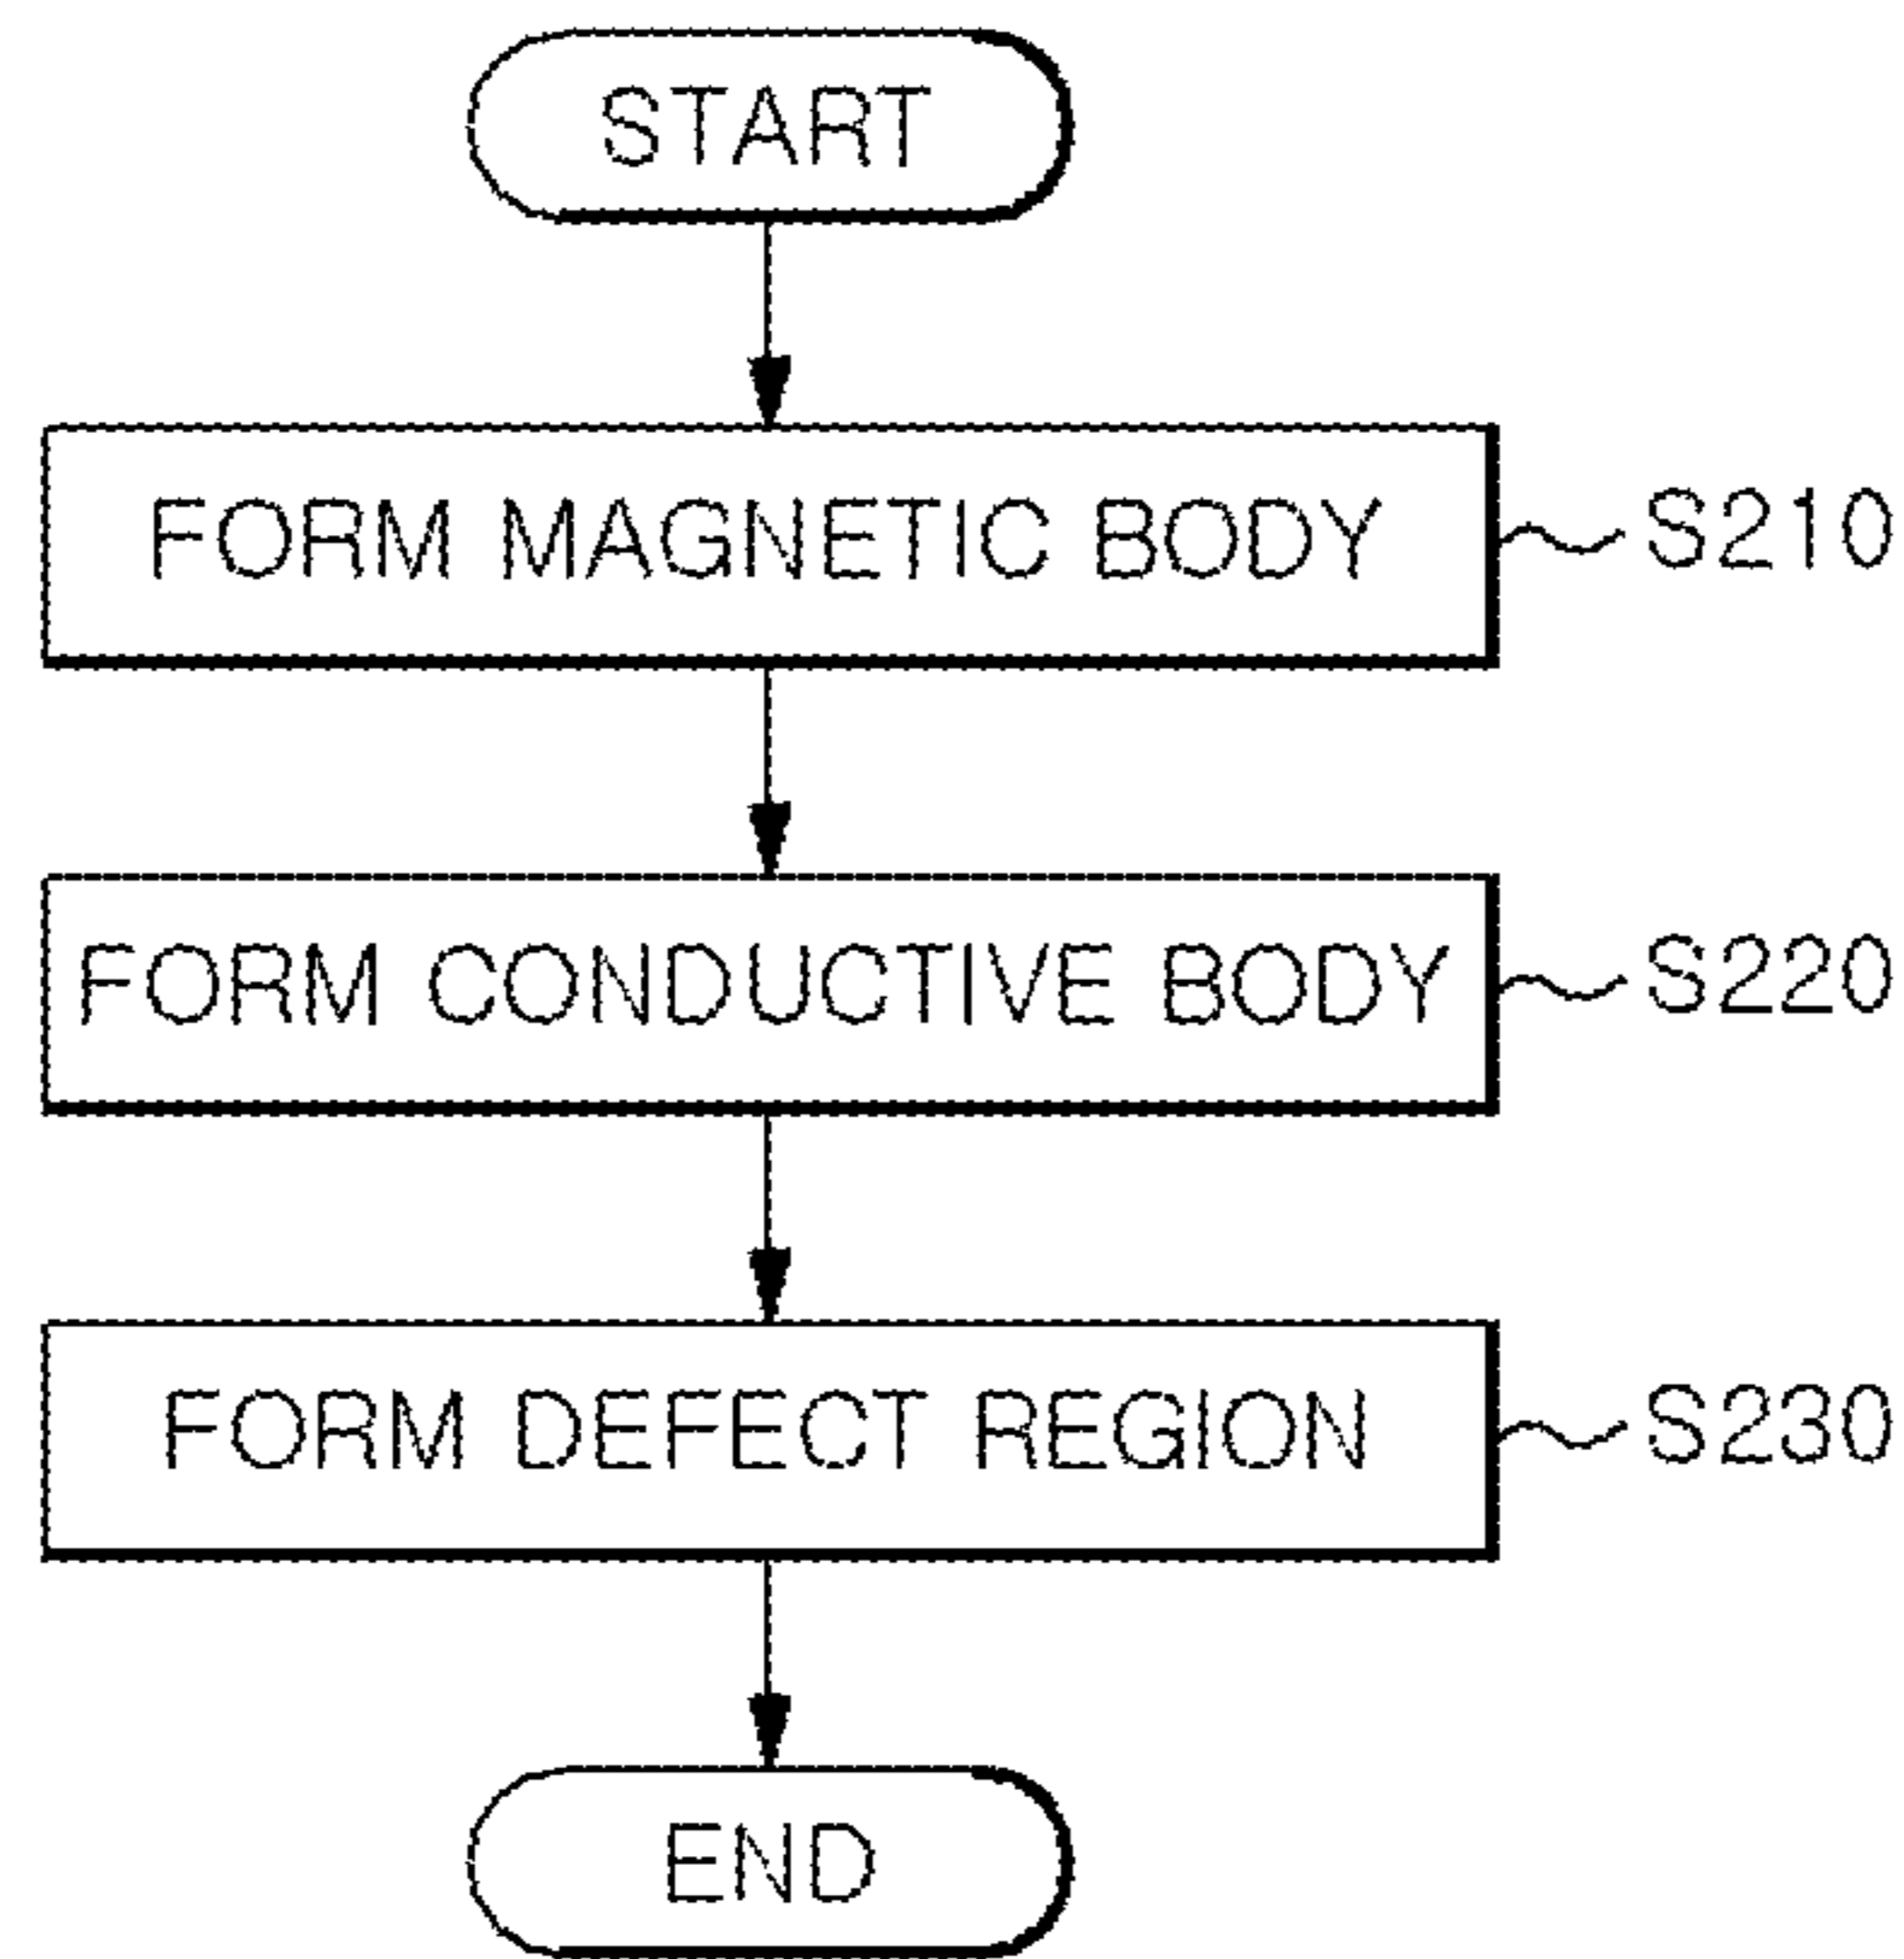 START
FORM MAGNETIC BODY S210
FORM CONDUCTIVE BODY S220
FORM DEFECT REGION S230
END